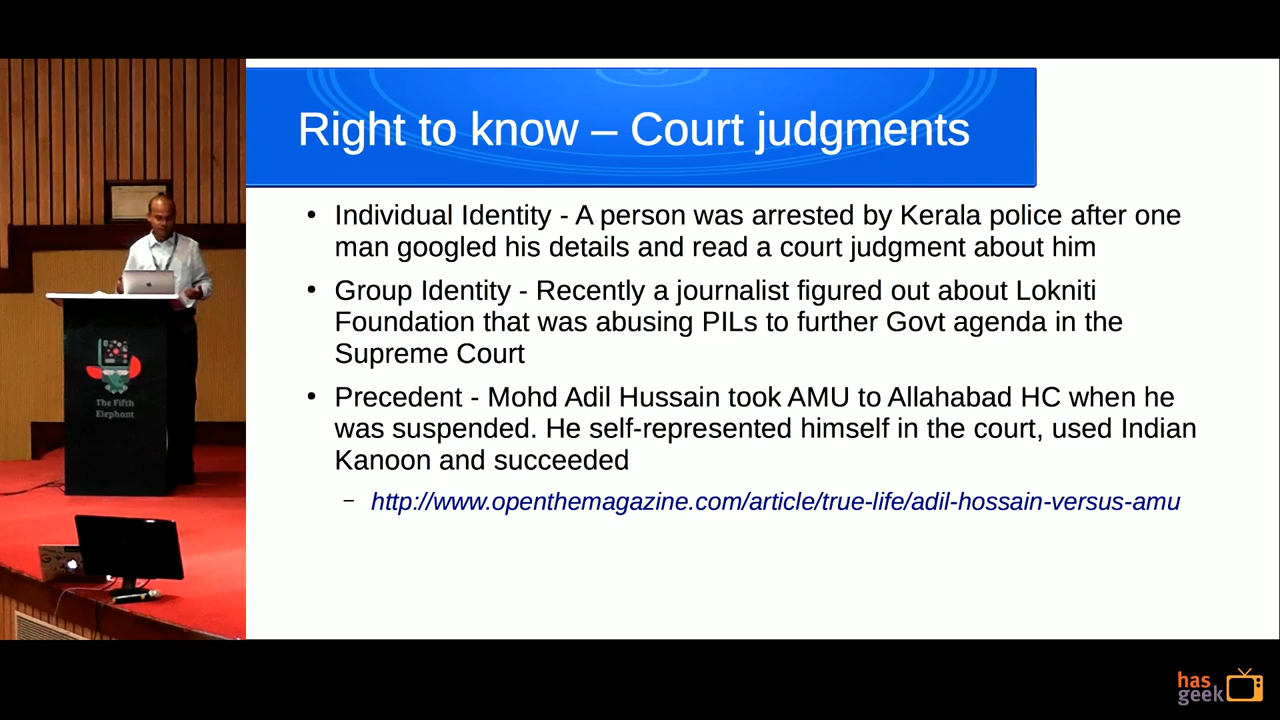 Right to know – Court judgments
• Individual Identity - A person was arrested by Kerala police after one
man googled his details and read a court judgment about him
• Group Identity - Recently a journalist figured out about Lokniti
Foundation that was abusing PILs to further Govt agenda in the
Supreme Court
• Precedent - Mohd Adil Hussain took AMU to Allahabad HC when he
was suspended. He self-represented himself in the court, used Indian
Kanoon and succeeded
– http://www.openthemagazine.com/article/true-life/adil-hossain-versus-amu
The Fifth
Elephant
has
geek